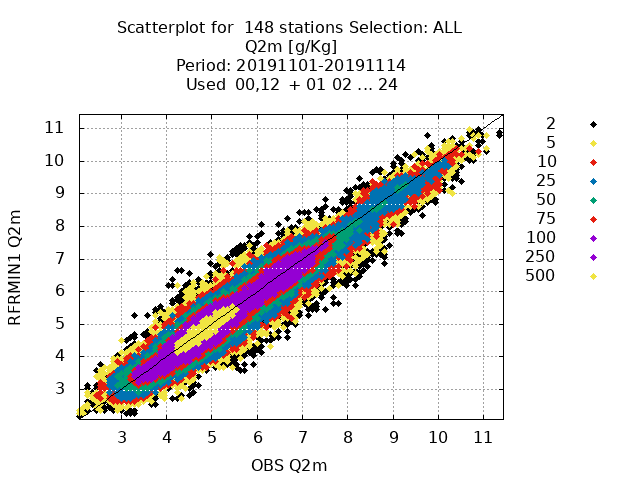 Scatterplot for  148 stations Selection: ALL
Q2m [g/Kg]
Period: 20191101-20191114
Used  00,12  + 01 02 ... 24
2
5
10
25
50
75
100
250
500
RFRMIN1 Q2m
11
10
9
8
7
6
5
4
3
3 4 5 6 7 8 9 10 11
OBS Q2m